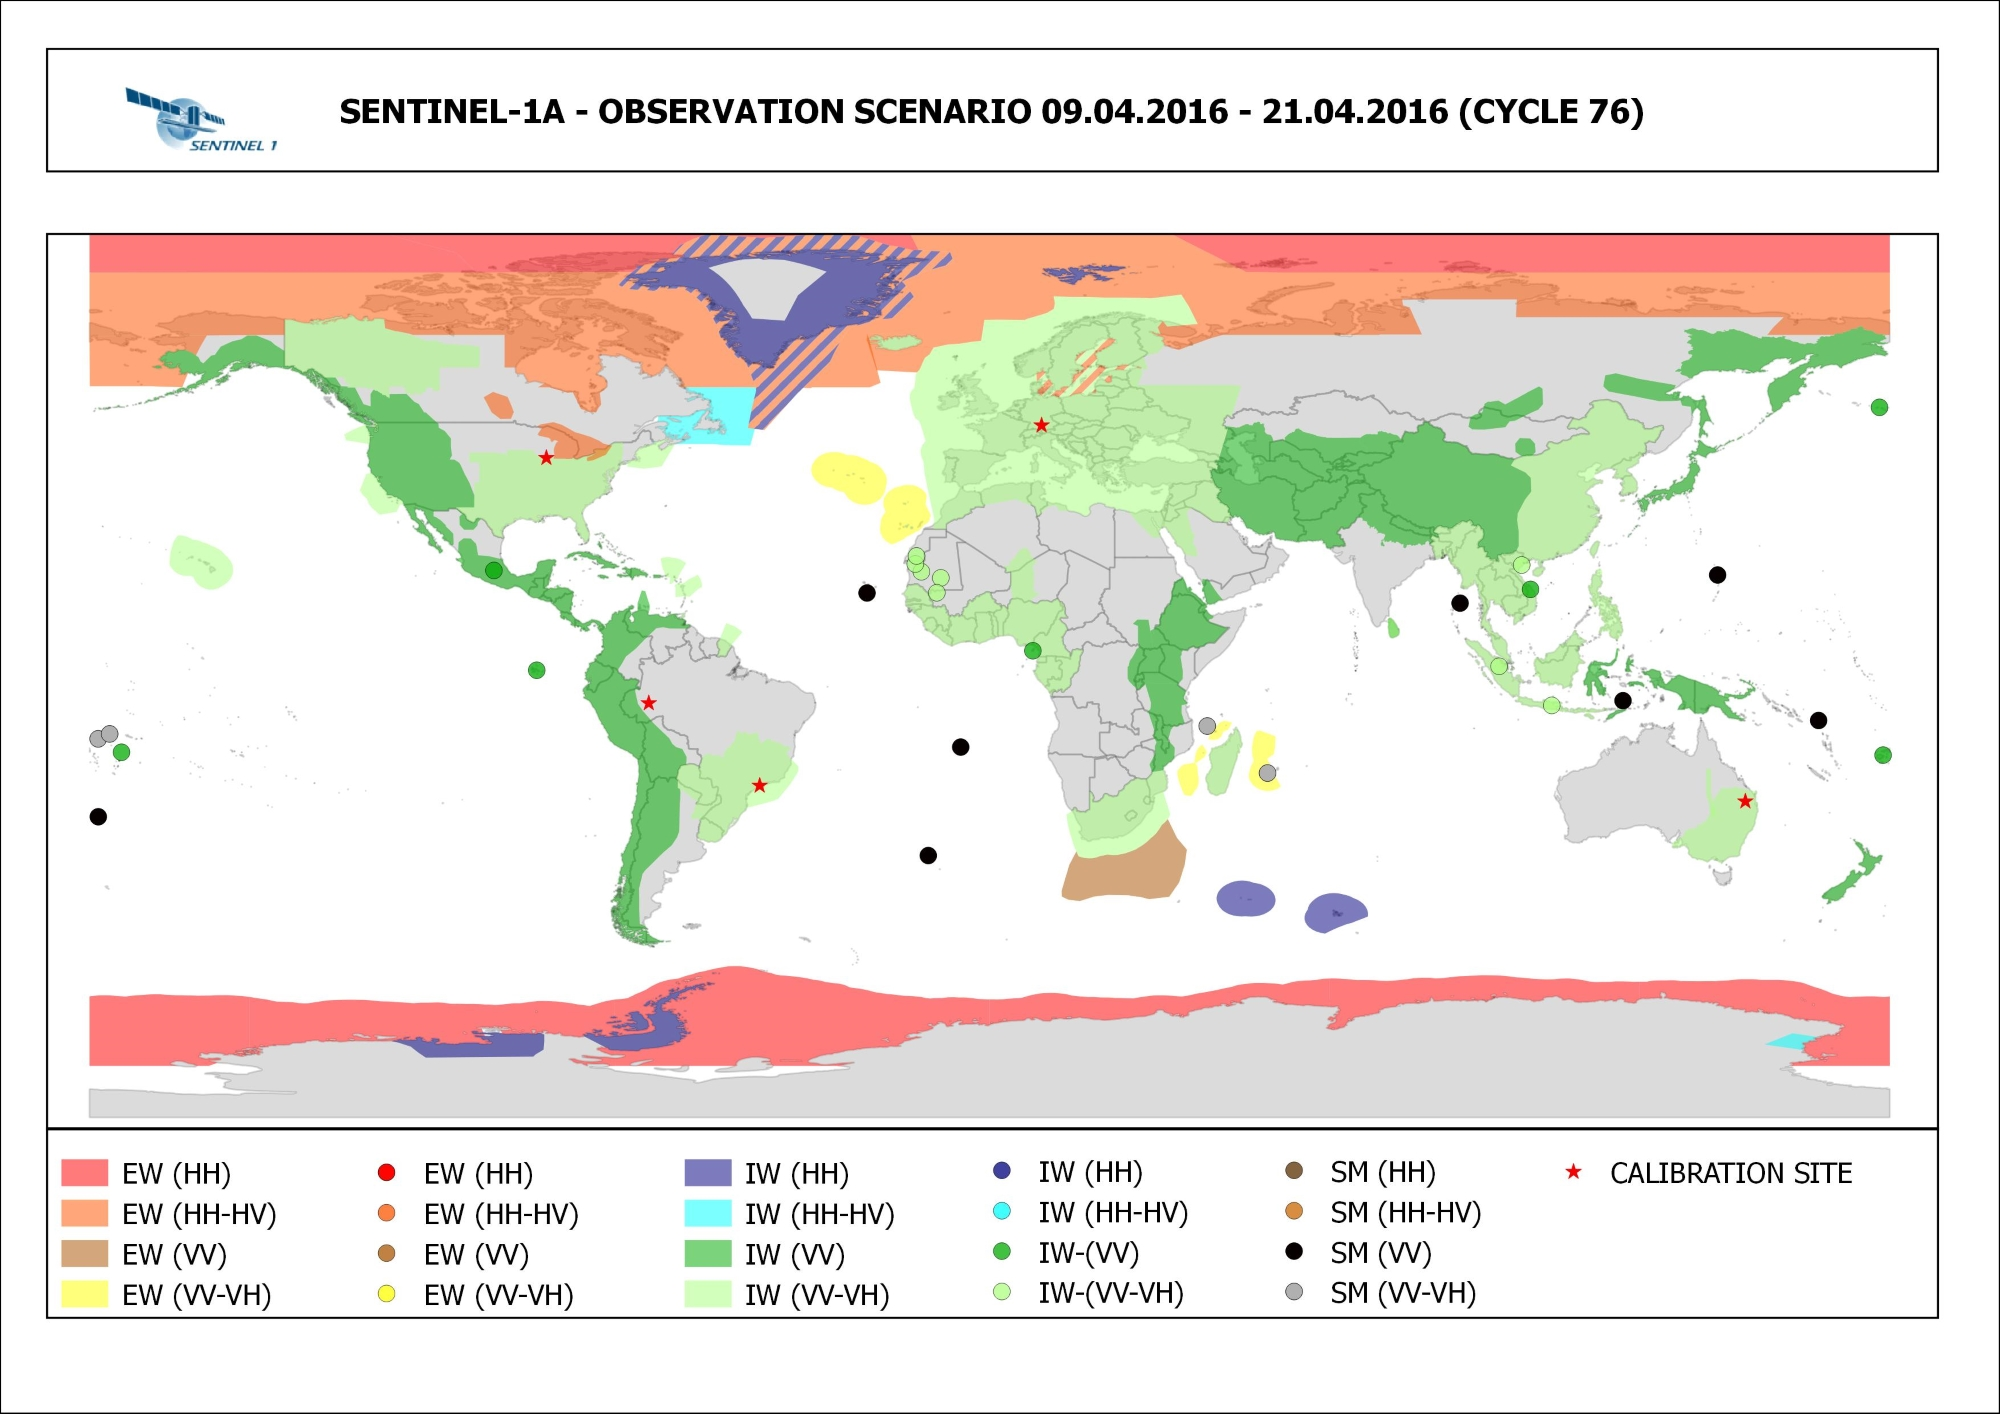 SENTINEL 1
SENTINEL-1A - OBSERVATION SCENARIO 09.04.2016 - 21.04.2016 (CYCLE 76)
EW (HH)
EW (HH-HV)
EW (VV)
EW (VV-VH)
EW (HH)
EW (HH-HV)
EW (VV)
EW (VV-VH)
IW (HH)
IW (HH-HV)
IW (VV)
IW (VV-VH)
IW (HH)
IW (HH-HV)
IW-(VV)
IW-(VV-VH)
SM (HH)
SM (HH-HV)
SM (VV)
SM (VV-VH)
CALIBRATION SITE